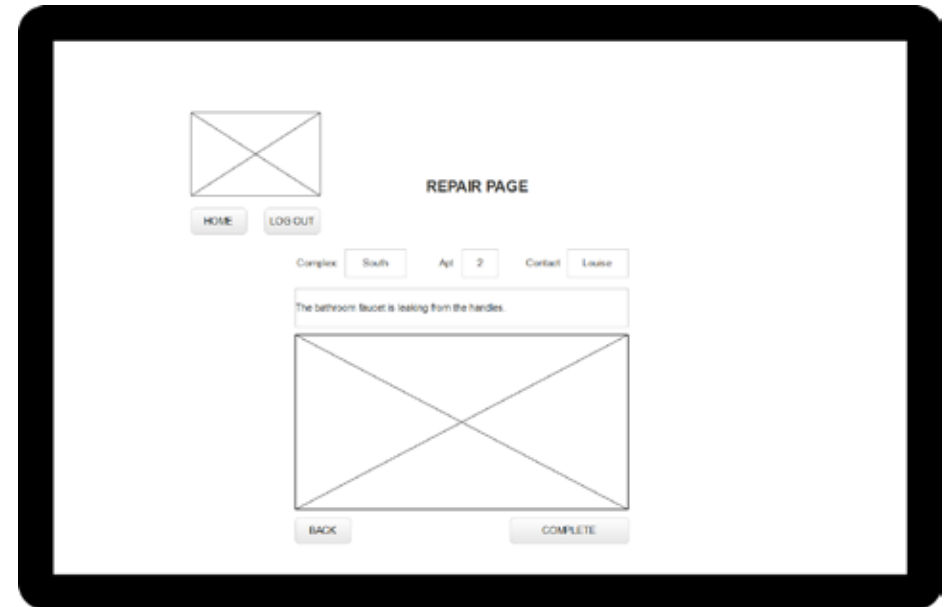 REPAIR PAGE
HOME LOG OUT
Complex South Apt 2 Contact Louise
The bathroom faucet is leaking from the handles.
BACK COMPLETE